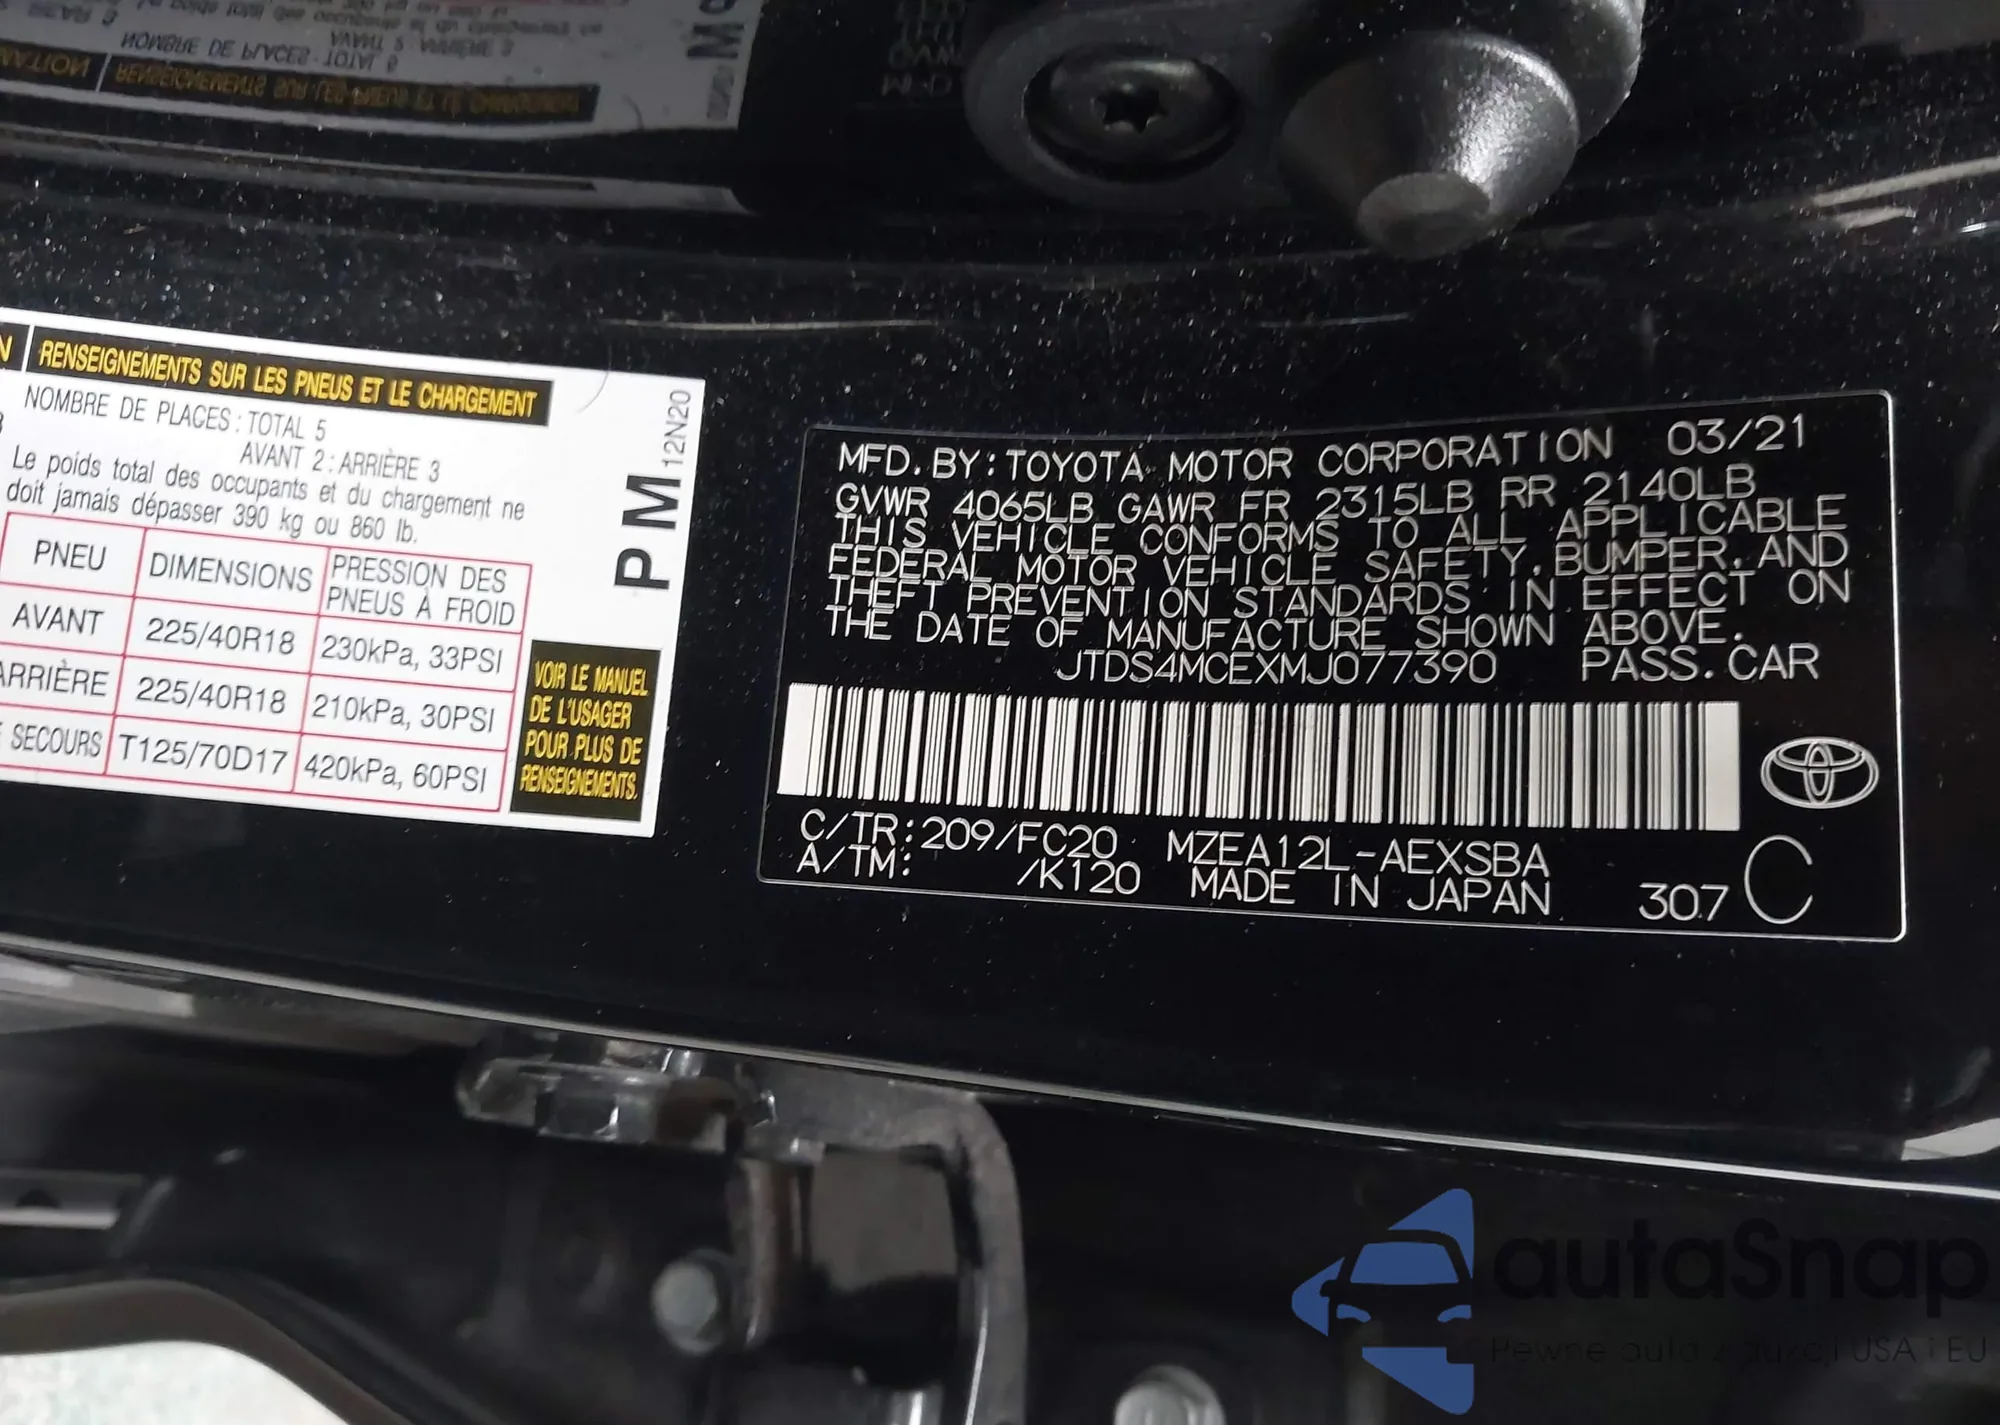 RENSEIGNEMENTS SUR LES PNEUS ET LE CHARGEMENT
NOMBRE DE PLACES : TOTAL 5
AVANT 2 : ARRIÈRE 3
Le poids total des occupants et du chargement ne
doit jamais dépasser 390 kg ou 860 lb.
PNEU DIMENSIONS PRESSION DES PNEUS À FROID
AVANT 225/40R18 230kPa, 33PSI
ARRIÈRE 225/40R18 210kPa, 30PSI
SECOURS T125/70D17 420kPa, 60PSI
VOIR LE MANUEL
DE L'USAGER
POUR PLUS DE
RENSEIGNEMENTS.
PM 12N20
MFD. BY: TOYOTA MOTOR CORPORATION 03/21
GVWR 4065LB GAWR FR 2315LB RR 2140LB
THIS VEHICLE CONFORMS TO ALL APPLICABLE
FEDERAL MOTOR VEHICLE SAFETY, BUMPER, AND
THEFT PREVENTION STANDARDS IN EFFECT ON
THE DATE OF MANUFACTURE SHOWN ABOVE.
JTDS4MCEXMJ077390 PASS. CAR
C/TR: 209/FC20 MZEA12L-AEXSBA
A/TM: /K120 MADE IN JAPAN 307 C
autaSnap
Pewne auta z aukcji USA i EU